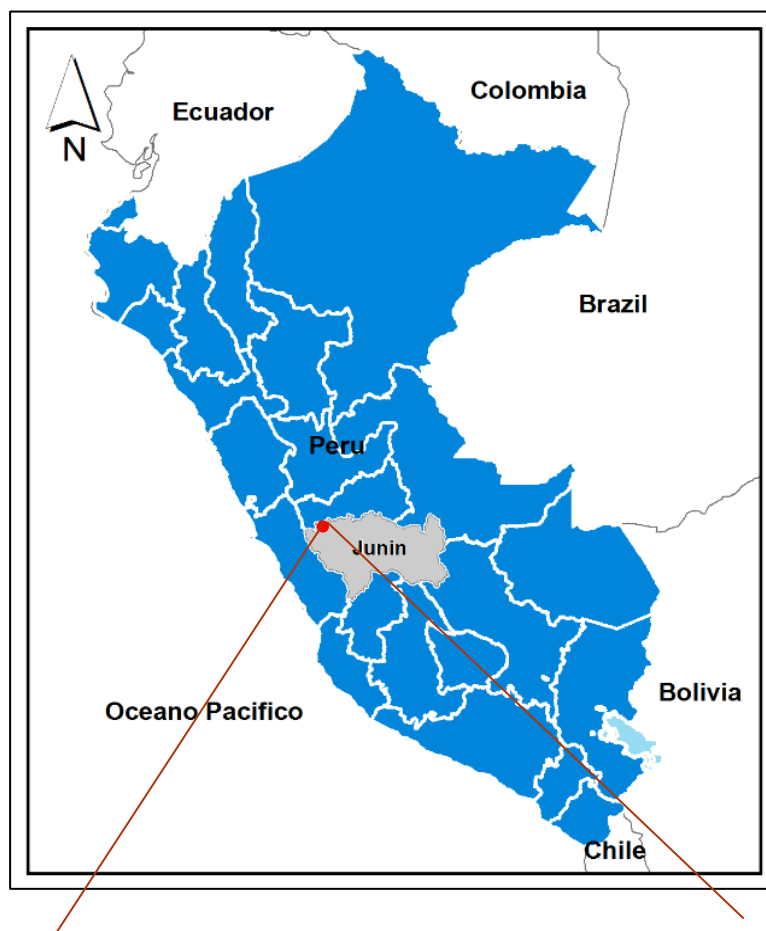 Colombia
Ecuador
N
Brazil
Peru
Junin
Bolivia
Oceano Pacifico
Chile